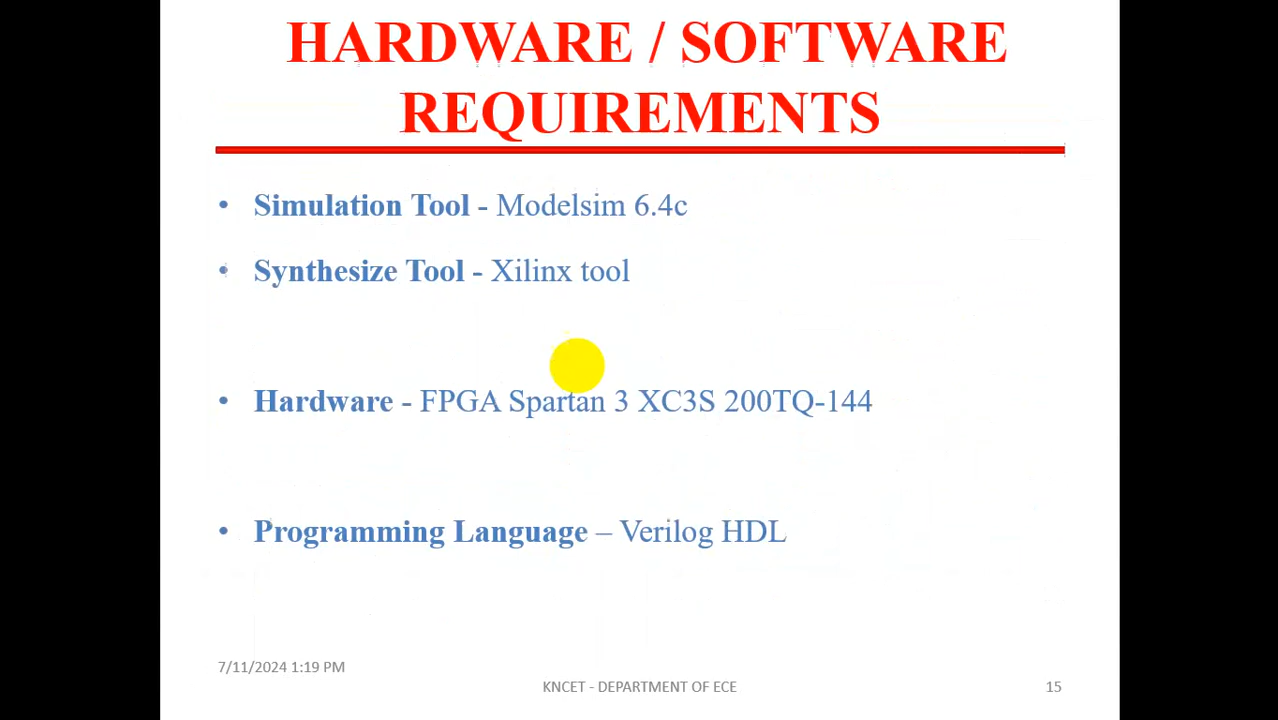 HARDWARE / SOFTWARE
REQUIREMENTS
• Simulation Tool - Modelsim 6.4c
• Synthesize Tool - Xilinx tool
• Hardware - FPGA Spartan 3 XC3S 200TQ-144
• Programming Language – Verilog HDL
7/11/2024 1:19 PM
KNCET - DEPARTMENT OF ECE
15